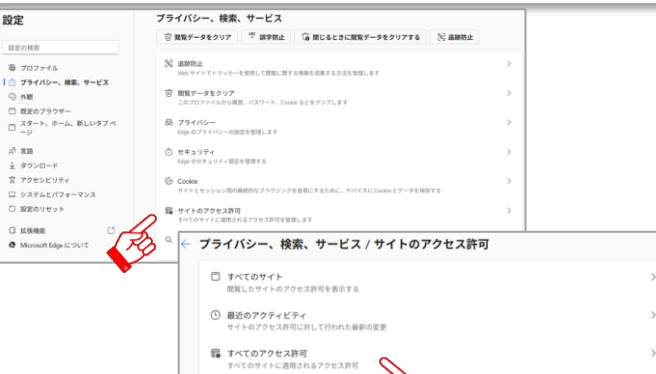 設定
設定の検索
プロファイル
プライバシー、検索、サービス
外観
既定のブラウザー
スタート、ホーム、新しいタブ ペ
ージ
言語
ダウンロード
アクセシビリティ
システムとパフォーマンス
設定のリセット
拡張機能
Microsoft Edge について
プライバシー、検索、サービス
閲覧データをクリア
誤字防止
閉じるときに閲覧データをクリアする
追跡防止
追跡防止
Web サイトでトラッカーを使用して閲覧に関する情報を収集する方法を管理します
閲覧データをクリア
このプロファイルから履歴、パスワード、Cookie などをクリアします
プライバシー
Edge のプライバシーの設定を管理します
セキュリティ
Edge のセキュリティ設定を管理する
Cookie
サイトとセッション間の継続的なブラウジングを容易にするために、デバイスに Cookie とデータを保存する
サイトのアクセス許可
すべてのサイトに適用されるアクセス許可を管理します
プライバシー、検索、サービス / サイトのアクセス許可
すべてのサイト
閲覧したサイトのアクセス許可を表示する
最近のアクティビティ
サイトのアクセス許可に対して行われた最新の変更
すべてのアクセス許可
すべてのサイトに適用されるアクセス許可